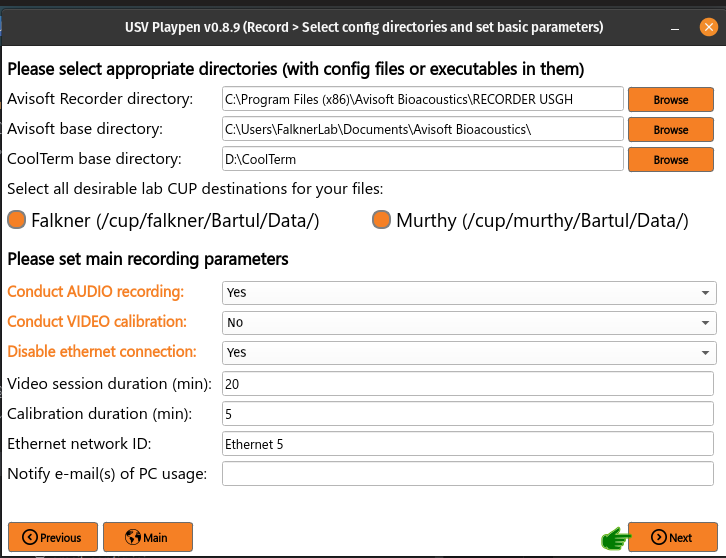 USV Playpen v0.8.9 (Record > Select config directories and set basic parameters)
Please select appropriate directories (with config files or executables in them)
Avisoft Recorder directory: C:\Program Files (x86)\Avisoft Bioacoustics\RECORDER USGH Browse
Avisoft base directory: C:\Users\FalknerLab\Documents\Avisoft Bioacoustics\ Browse
CoolTerm base directory: D:\CoolTerm Browse
Select all desirable lab CUP destinations for your files:
Falkner (/cup/falkner/Bartul/Data/) Murthy (/cup/murthy/Bartul/Data/)
Please set main recording parameters
Conduct AUDIO recording: Yes
Conduct VIDEO calibration: No
Disable ethernet connection: Yes
Video session duration (min): 20
Calibration duration (min): 5
Ethernet network ID: Ethernet 5
Notify e-mail(s) of PC usage:
Previous Main Next